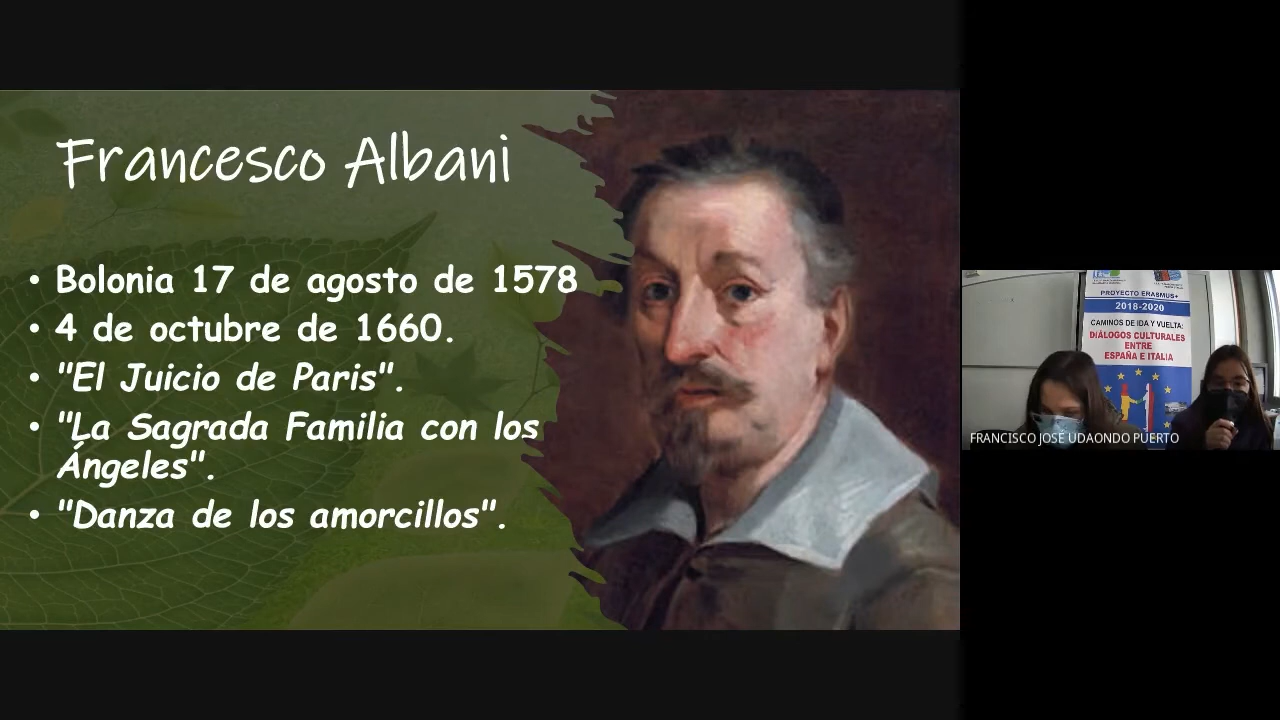 Francesco Albani
• Bolonia 17 de agosto de 1578
• 4 de octubre de 1660.
• "El Juicio de Paris".
• "La Sagrada Familia con los
Ángeles".
• "Danza de los amorcillos".
PROYECTO ERASMUS+
2018-2020
CAMINOS DE IDA Y VUELTA:
DIÁLOGOS CULTURALES
ENTRE
ESPAÑA E ITALIA
FRANCISCO JOSÉ UDAONDO PUERTO